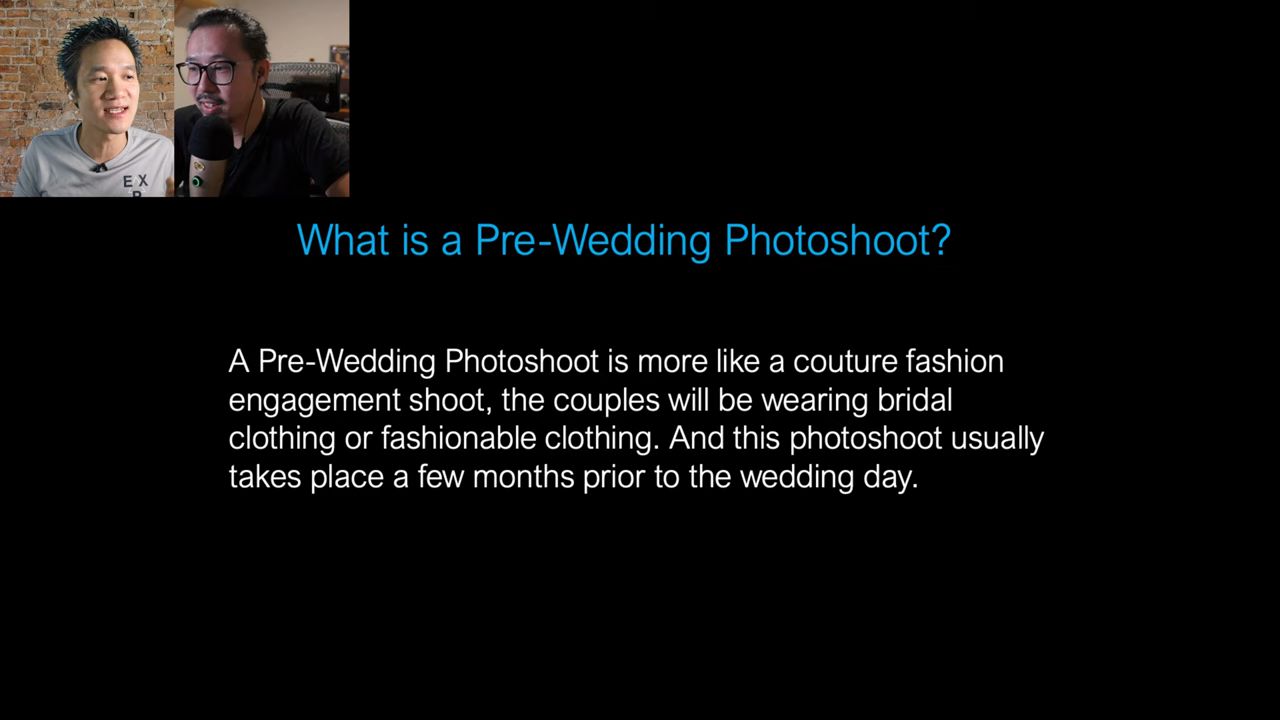 EX
What is a Pre-Wedding Photoshoot?
A Pre-Wedding Photoshoot is more like a couture fashion
engagement shoot, the couples will be wearing bridal
clothing or fashionable clothing. And this photoshoot usually
takes place a few months prior to the wedding day.